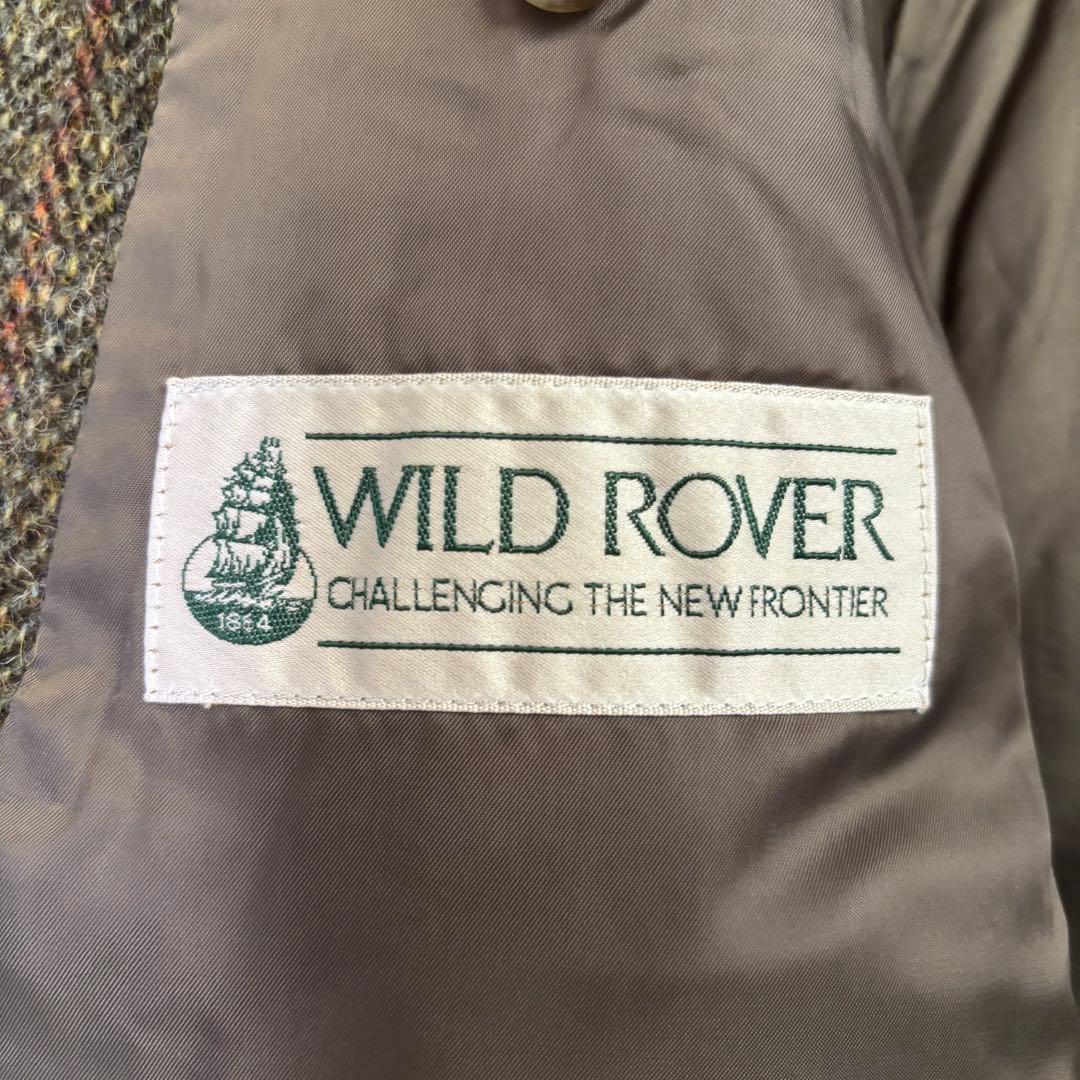 WILD ROVER
CHALLENGING THE NEW FRONTIER
1854